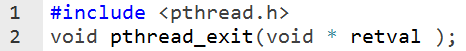 1 #include <pthread.h>
2 void pthread_exit(void * retval );